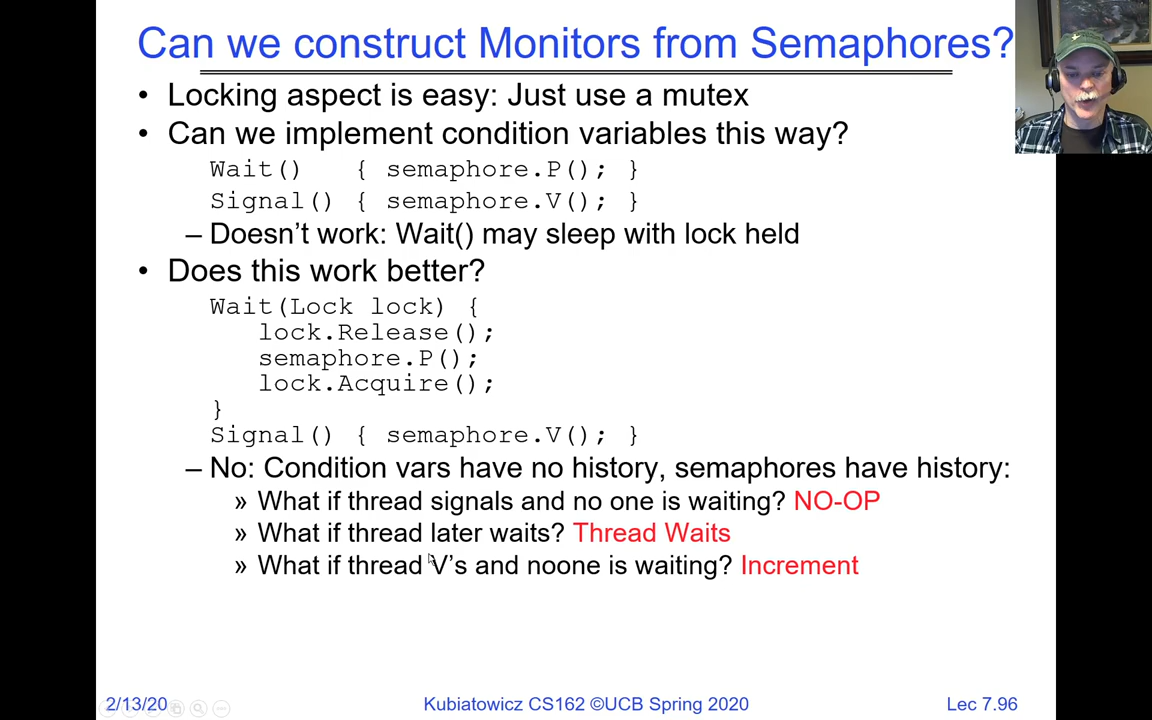 Can we construct Monitors from Semaphores?
• Locking aspect is easy: Just use a mutex
• Can we implement condition variables this way?
Wait() { semaphore.P(); }
Signal() { semaphore.V(); }
– Doesn't work: Wait() may sleep with lock held
• Does this work better?
Wait(Lock lock) {
lock.Release();
semaphore.P();
lock.Acquire();
}
Signal() { semaphore.V(); }
– No: Condition vars have no history, semaphores have history:
» What if thread signals and no one is waiting? NO-OP
» What if thread later waits? Thread Waits
» What if thread V's and noone is waiting? Increment
2/13/20 Kubiatowicz CS162 ©UCB Spring 2020 Lec 7.96